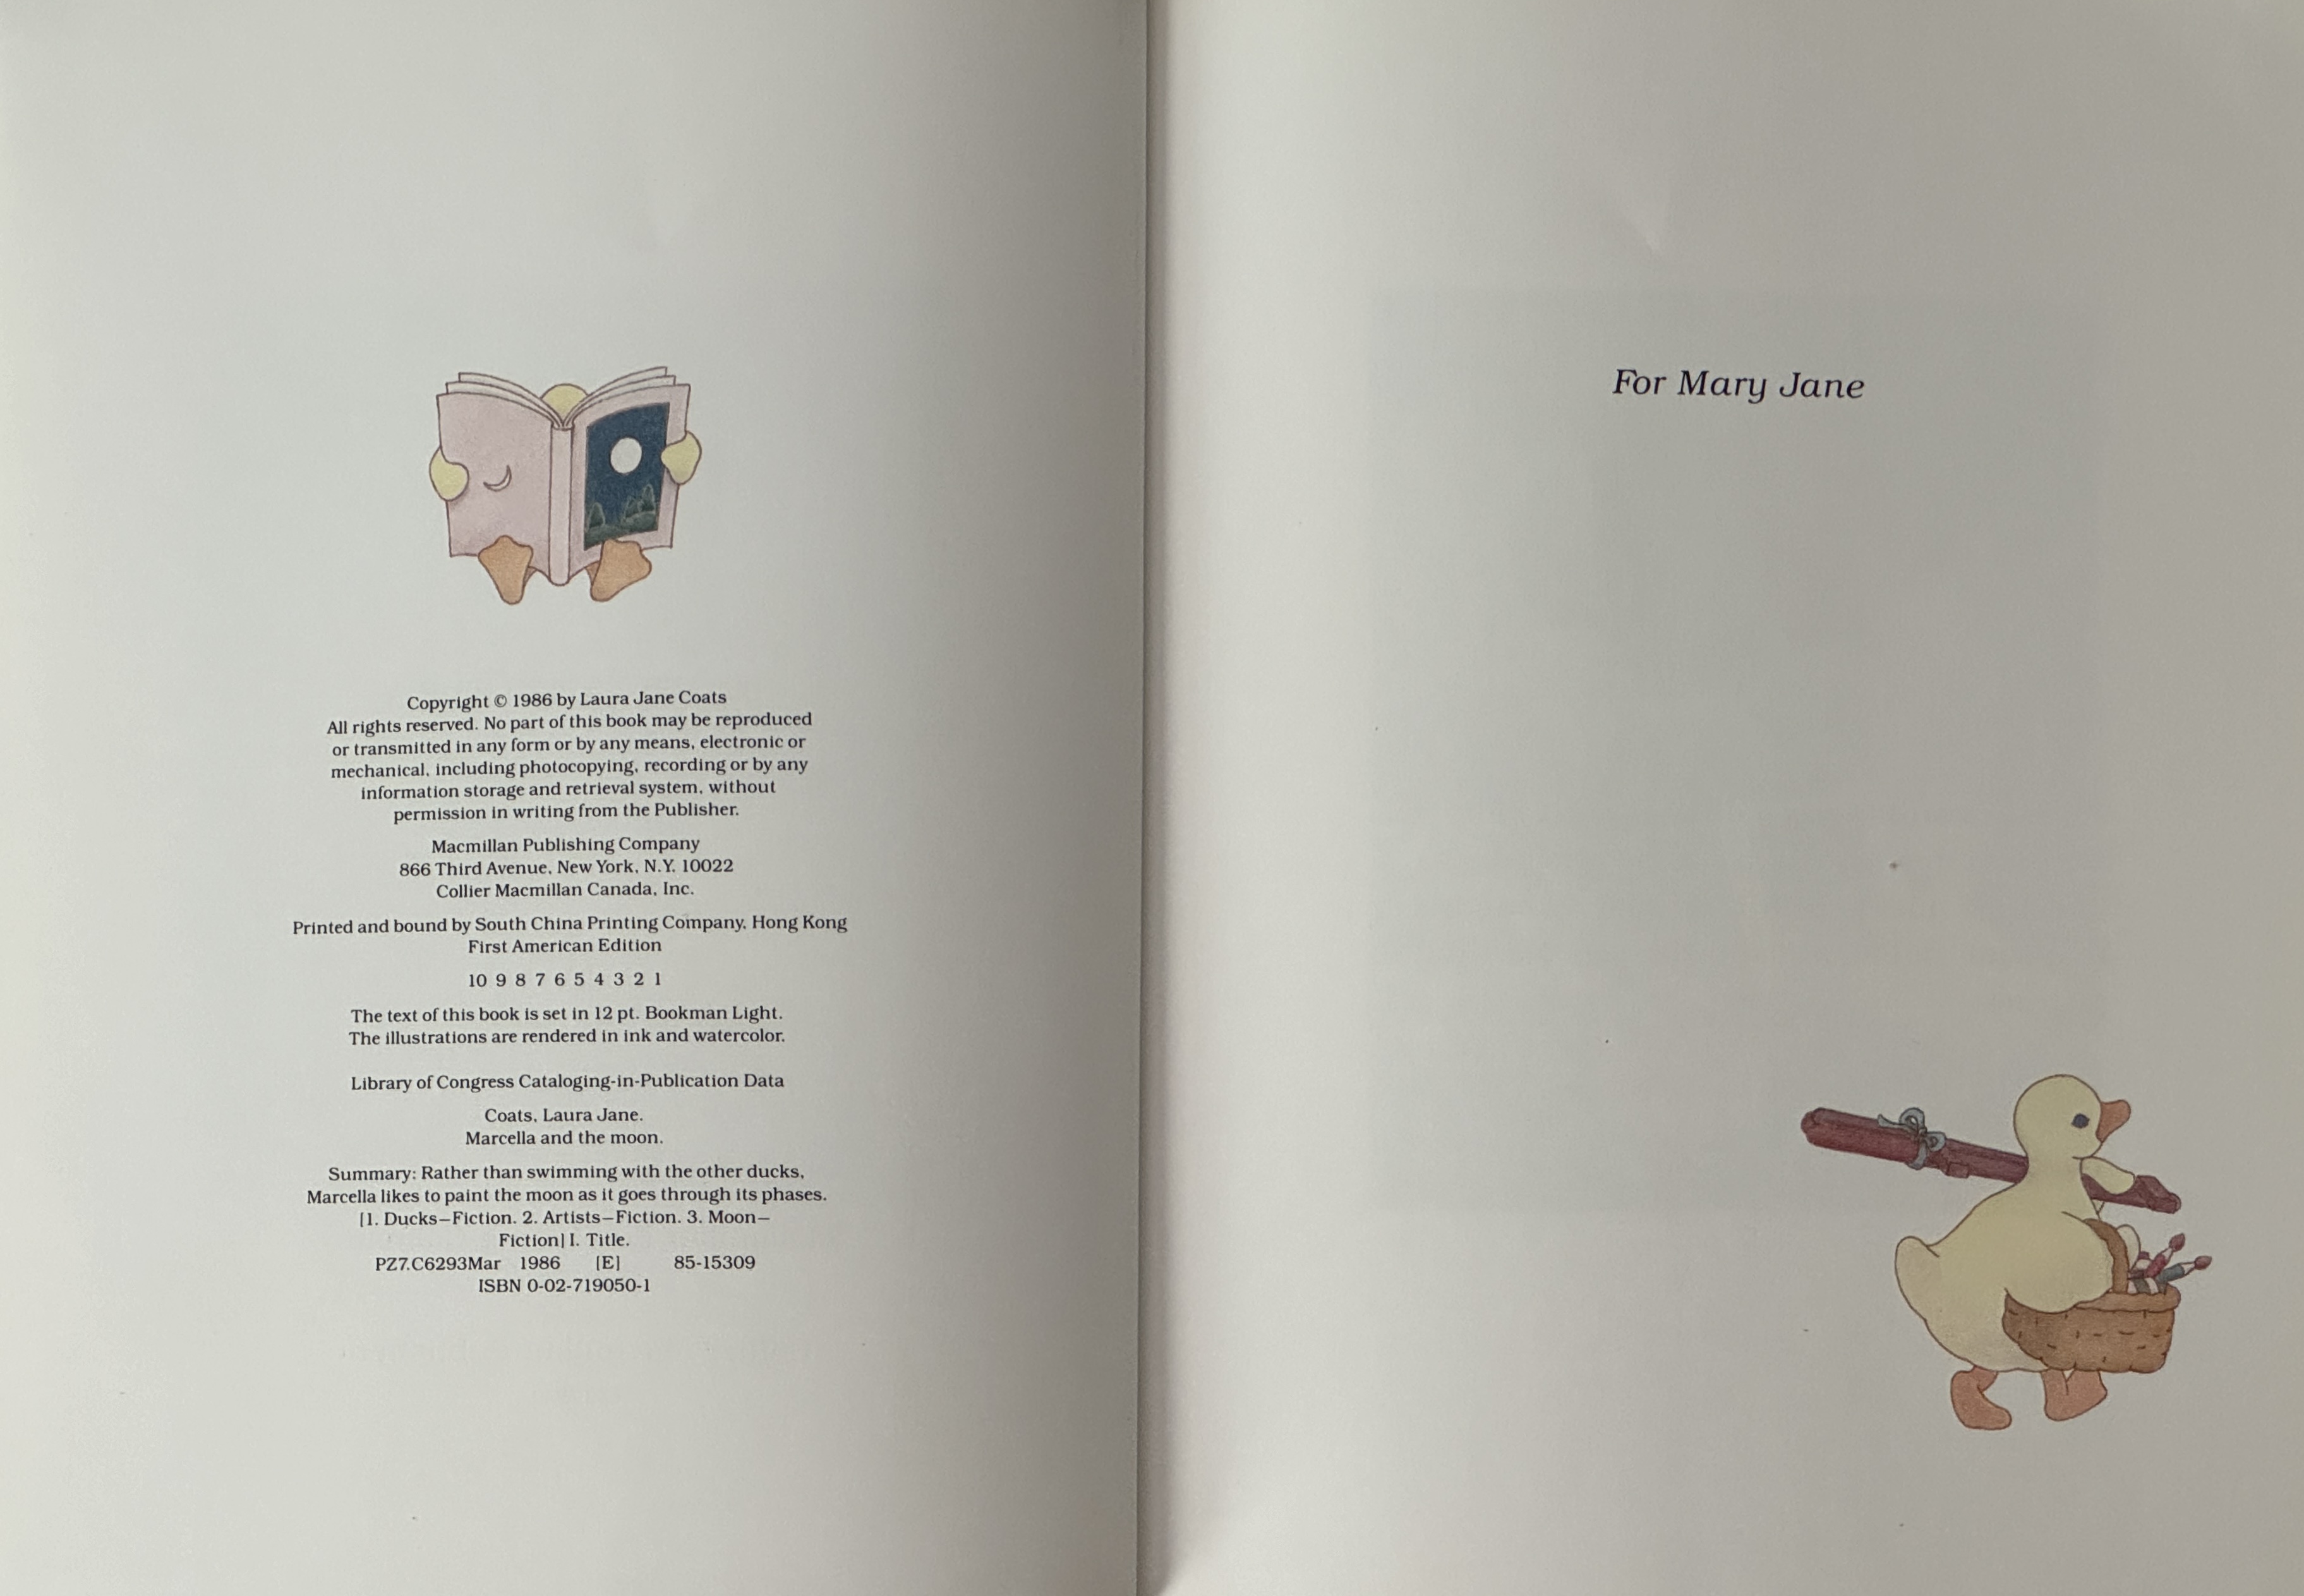 Copyright © 1986 by Laura Jane Coats
All rights reserved. No part of this book may be reproduced
or transmitted in any form or by any means, electronic or
mechanical, including photocopying, recording or by any
information storage and retrieval system, without
permission in writing from the Publisher.
Macmillan Publishing Company
866 Third Avenue, New York, N.Y. 10022
Collier Macmillan Canada, Inc.
Printed and bound by South China Printing Company, Hong Kong
First American Edition
10 9 8 7 6 5 4 3 2 1
The text of this book is set in 12 pt. Bookman Light.
The illustrations are rendered in ink and watercolor.
Library of Congress Cataloging-in-Publication Data
Coats, Laura Jane.
Marcella and the moon.
Summary: Rather than swimming with the other ducks,
Marcella likes to paint the moon as it goes through its phases.
[1. Ducks—Fiction. 2. Artists—Fiction. 3. Moon—
Fiction] I. Title.
PZ7.C6293Mar 1986 [E] 85-15309
ISBN 0-02-719050-1
For Mary Jane